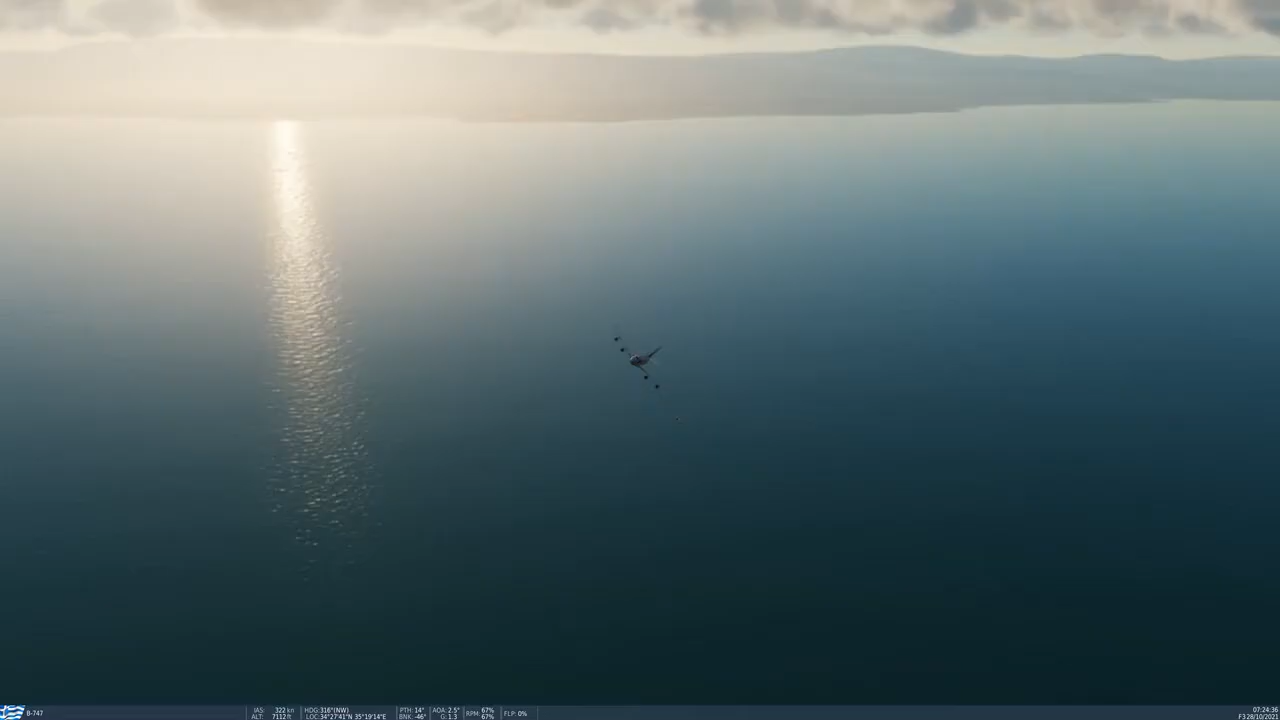 B-747
IAS: 322 kn
ALT: 7112 ft
HDG: 316°(NW)
LOC: 34°27'41"N 35°19'14"E
PTH: 14°
BNK: -46°
AOA: 2.5°
G: 1.3
RPM: 67%
67%
FLP: 0%
07:24:36
F3 28/10/2021